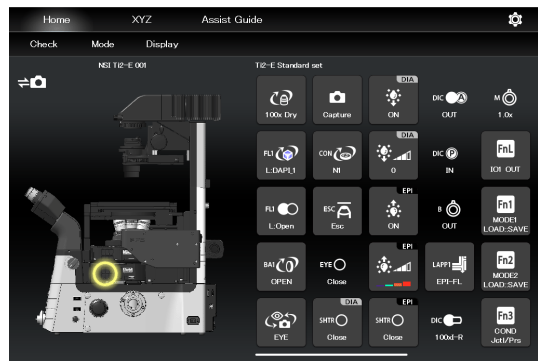 Home XYZ Assist Guide
Check Mode Display
NSI Ti2-E 001
Ti2-E Standard set
100x Dry
Capture
DIA
ON
DIC
OUT
M
1.0x
FL1
L:DAPI_1
CON
N1
DIA
0
DIC P
IN
FnL
IO1 OUT
FL1
L:Open
ESC
Esc
EPI
ON
B
OUT
Fn1
MODE1
LOAD::SAVE
BA1
OPEN
EYE
Close
EPI
LAPP1
EPI-FL
Fn2
MODE2
LOAD::SAVE
EYE
DIA
SHTR
Close
EPI
SHTR
Close
DIC
100xI-R
Fn3
COND
Jctl/Prs